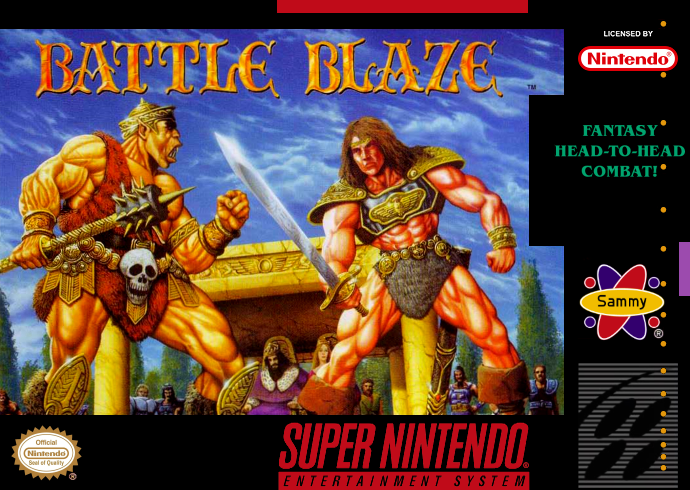 BATTLE BLAZE
TM
LICENSED BY
Nintendo®
FANTASY
HEAD-TO-HEAD
COMBAT!
Sammy
®
Official
Nintendo
Seal of Quality
®
SUPER NINTENDO®
ENTERTAINMENT SYSTEM